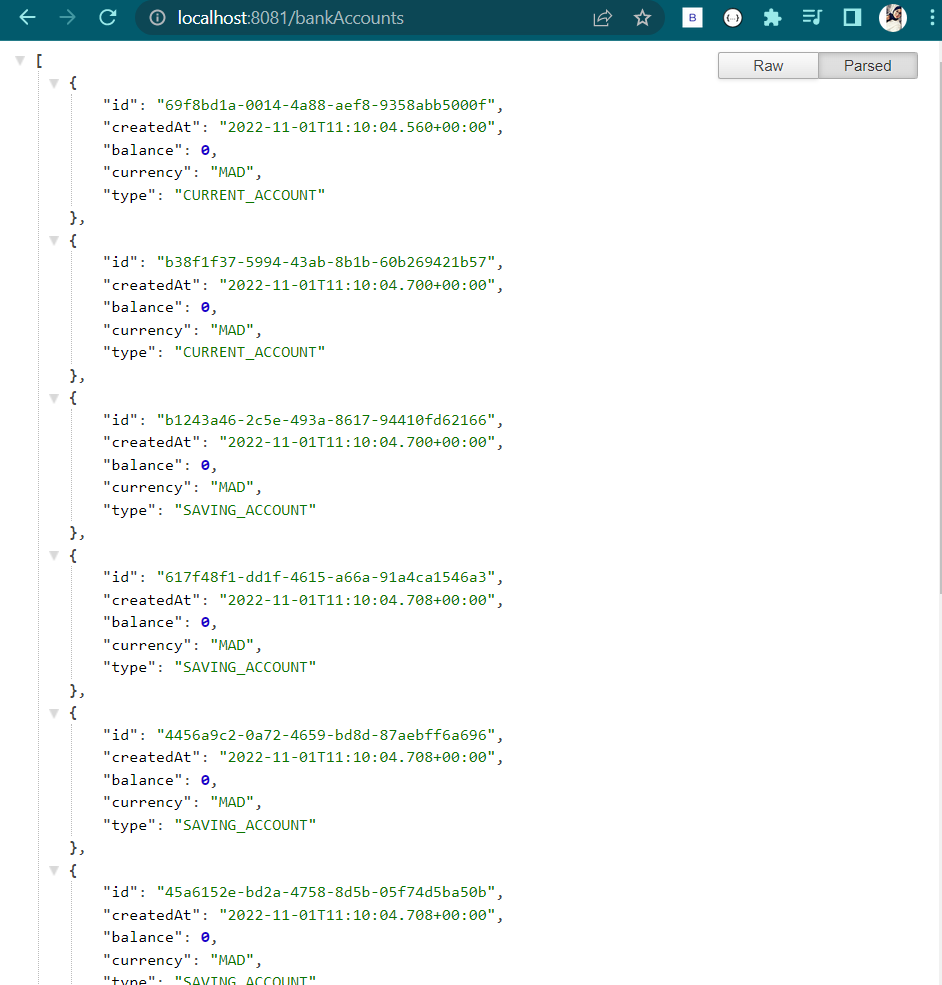 localhost:8081/bankAccounts
B
{··}
Raw
Parsed
[
{
"id": "69f8bd1a-0014-4a88-aef8-9358abb5000f",
"createdAt": "2022-11-01T11:10:04.560+00:00",
"balance": 0,
"currency": "MAD",
"type": "CURRENT_ACCOUNT"
},
{
"id": "b38f1f37-5994-43ab-8b1b-60b269421b57",
"createdAt": "2022-11-01T11:10:04.700+00:00",
"balance": 0,
"currency": "MAD",
"type": "CURRENT_ACCOUNT"
},
{
"id": "b1243a46-2c5e-493a-8617-94410fd62166",
"createdAt": "2022-11-01T11:10:04.700+00:00",
"balance": 0,
"currency": "MAD",
"type": "SAVING_ACCOUNT"
},
{
"id": "617f48f1-dd1f-4615-a66a-91a4ca1546a3",
"createdAt": "2022-11-01T11:10:04.708+00:00",
"balance": 0,
"currency": "MAD",
"type": "SAVING_ACCOUNT"
},
{
"id": "4456a9c2-0a72-4659-bd8d-87aebff6a696",
"createdAt": "2022-11-01T11:10:04.708+00:00",
"balance": 0,
"currency": "MAD",
"type": "SAVING_ACCOUNT"
},
{
"id": "45a6152e-bd2a-4758-8d5b-05f74d5ba50b",
"createdAt": "2022-11-01T11:10:04.708+00:00",
"balance": 0,
"currency": "MAD",
"type": "SAVING_ACCOUNT"